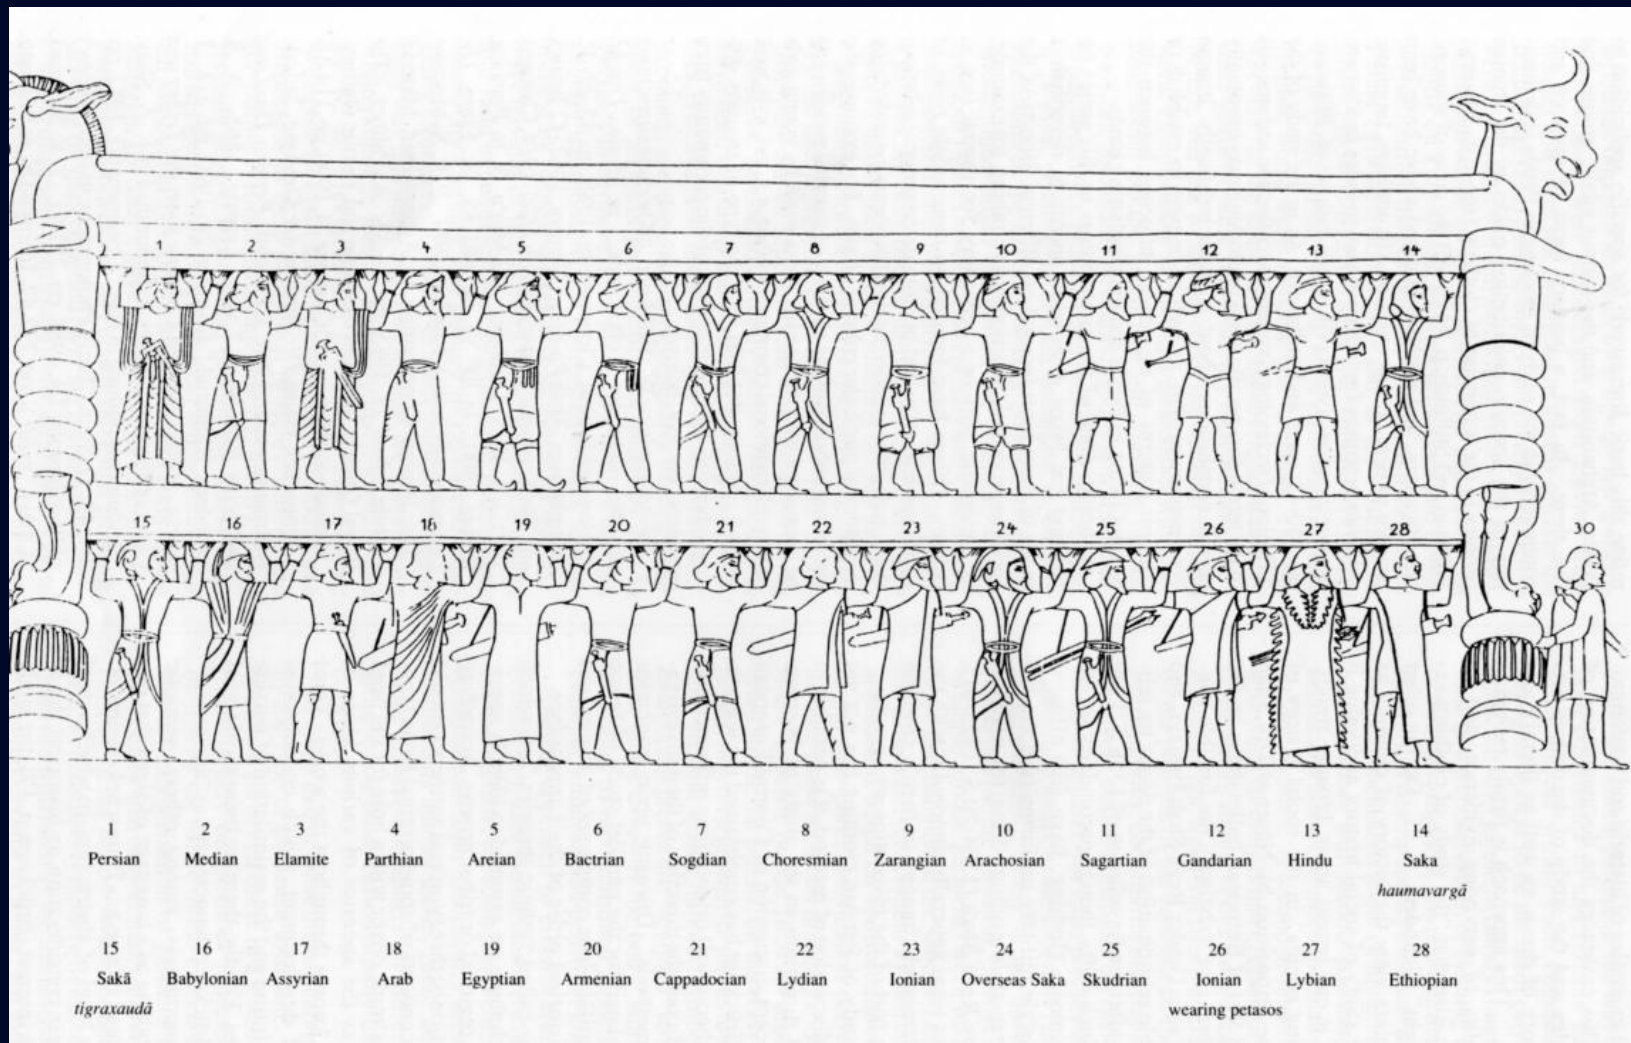 1 2 3 4 5 6 7 8 9 10 11 12 13 14
15 16 17 18 19 20 21 22 23 24 25 26 27 28 30
1 2 3 4 5 6 7 8 9 10 11 12 13 14
Persian Median Elamite Parthian Areian Bactrian Sogdian Choresmian Zarangian Arachosian Sagartian Gandarian Hindu Saka
haumavargā
15 16 17 18 19 20 21 22 23 24 25 26 27 28
Sakā Babylonian Assyrian Arab Egyptian Armenian Cappadocian Lydian Ionian Overseas Saka Skudrian Ionian Lybian Ethiopian
tigraxaudā wearing petasos